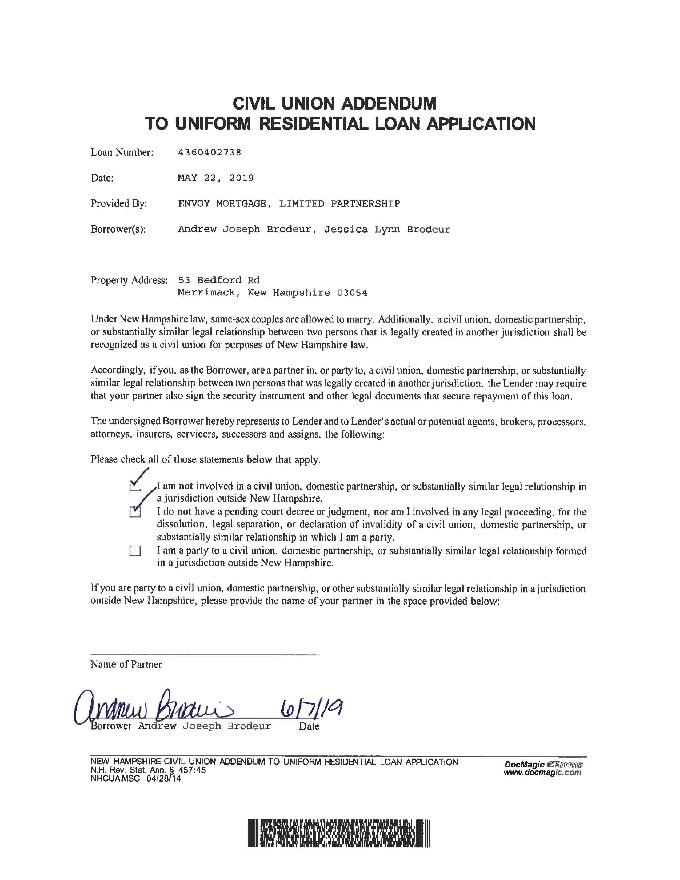 CIVIL UNION ADDENDUM
TO UNIFORM RESIDENTIAL LOAN APPLICATION
Loan Number: 4360402738
Date: MAY 22, 2019
Provided By: ENVOY MORTGAGE, LIMITED PARTNERSHIP
Borrower(s): Andrew Joseph Brodeur, Jessica Lynn Brodeur
Property Address: 53 Bedford Rd
Merrimack, New Hampshire 03054
Under New Hampshire law, same-sex couples are allowed to marry. Additionally, a civil union, domestic partnership,
or substantially similar legal relationship between two persons that is legally created in another jurisdiction shall be
recognized as a civil union for purposes of New Hampshire law.
Accordingly, if you, as the Borrower, are a partner in, or party to, a civil union, domestic partnership, or substantially
similar legal relationship between two persons that was legally created in another jurisdiction, the Lender may require
that your partner also sign the security instrument and other legal documents that secure repayment of this loan.
The undersigned Borrower hereby represents to Lender and to Lender's actual or potential agents, brokers, processors,
attorneys, insurers, servicers, successors and assigns, the following:
Please check all of those statements below that apply.
I am not involved in a civil union, domestic partnership, or substantially similar legal relationship in
a jurisdiction outside New Hampshire.
I do not have a pending court decree or judgment, nor am I involved in any legal proceeding, for the
dissolution, legal separation, or declaration of invalidity of a civil union, domestic partnership, or
substantially similar relationship in which I am a party.
I am a party to a civil union, domestic partnership, or substantially similar legal relationship formed
in a jurisdiction outside New Hampshire.
If you are party to a civil union, domestic partnership, or other substantially similar legal relationship in a jurisdiction
outside New Hampshire, please provide the name of your partner in the space provided below:
Name of Partner
Andrew Brodeur 6/7/19
Borrower Andrew Joseph Brodeur Date
NEW HAMPSHIRE CIVIL UNION ADDENDUM TO UNIFORM RESIDENTIAL LOAN APPLICATION
N.H. Rev. Stat. Ann. § 457:45
NHCUA.MSC 04/28/14
DocMagic
www.docmagic.com